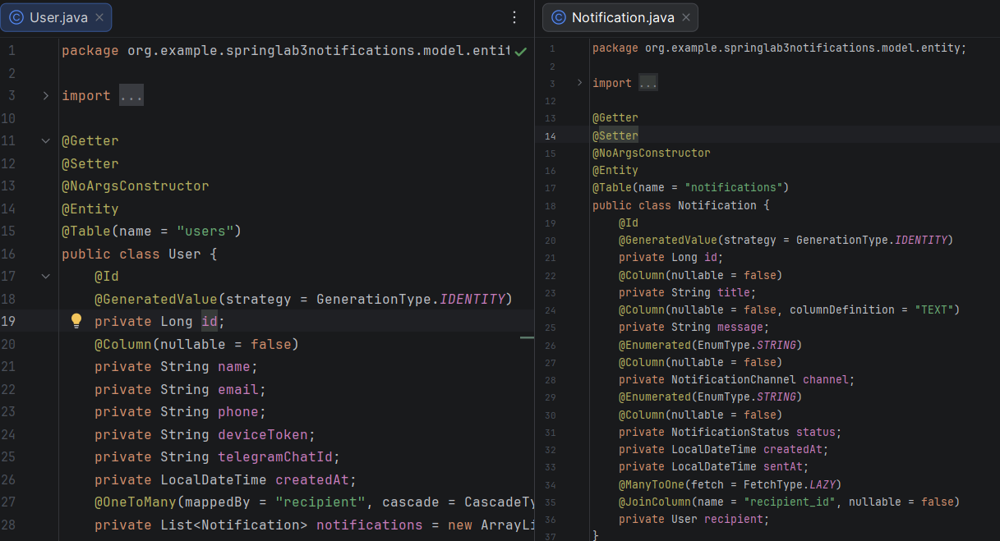 User.java
1 package org.example.springlab3notifications.model.entit
2
3 import ...
10
11 @Getter
12 @Setter
13 @NoArgsConstructor
14 @Entity
15 @Table(name = "users")
16 public class User {
17 @Id
18 @GeneratedValue(strategy = GenerationType.IDENTITY)
19 private Long id;
20 @Column(nullable = false)
21 private String name;
22 private String email;
23 private String phone;
24 private String deviceToken;
25 private String telegramChatId;
26 private LocalDateTime createdAt;
27 @OneToMany(mappedBy = "recipient", cascade = CascadeTy
28 private List<Notification> notifications = new ArrayLi
Notification.java
1 package org.example.springlab3notifications.model.entity;
2
3 import ...
12
13 @Getter
14 @Setter
15 @NoArgsConstructor
16 @Entity
17 @Table(name = "notifications")
18 public class Notification {
19 @Id
20 @GeneratedValue(strategy = GenerationType.IDENTITY)
21 private Long id;
22 @Column(nullable = false)
23 private String title;
24 @Column(nullable = false, columnDefinition = "TEXT")
25 private String message;
26 @Enumerated(EnumType.STRING)
27 @Column(nullable = false)
28 private NotificationChannel channel;
29 @Enumerated(EnumType.STRING)
30 @Column(nullable = false)
31 private NotificationStatus status;
32 private LocalDateTime createdAt;
33 private LocalDateTime sentAt;
34 @ManyToOne(fetch = FetchType.LAZY)
35 @JoinColumn(name = "recipient_id", nullable = false)
36 private User recipient;
37 }